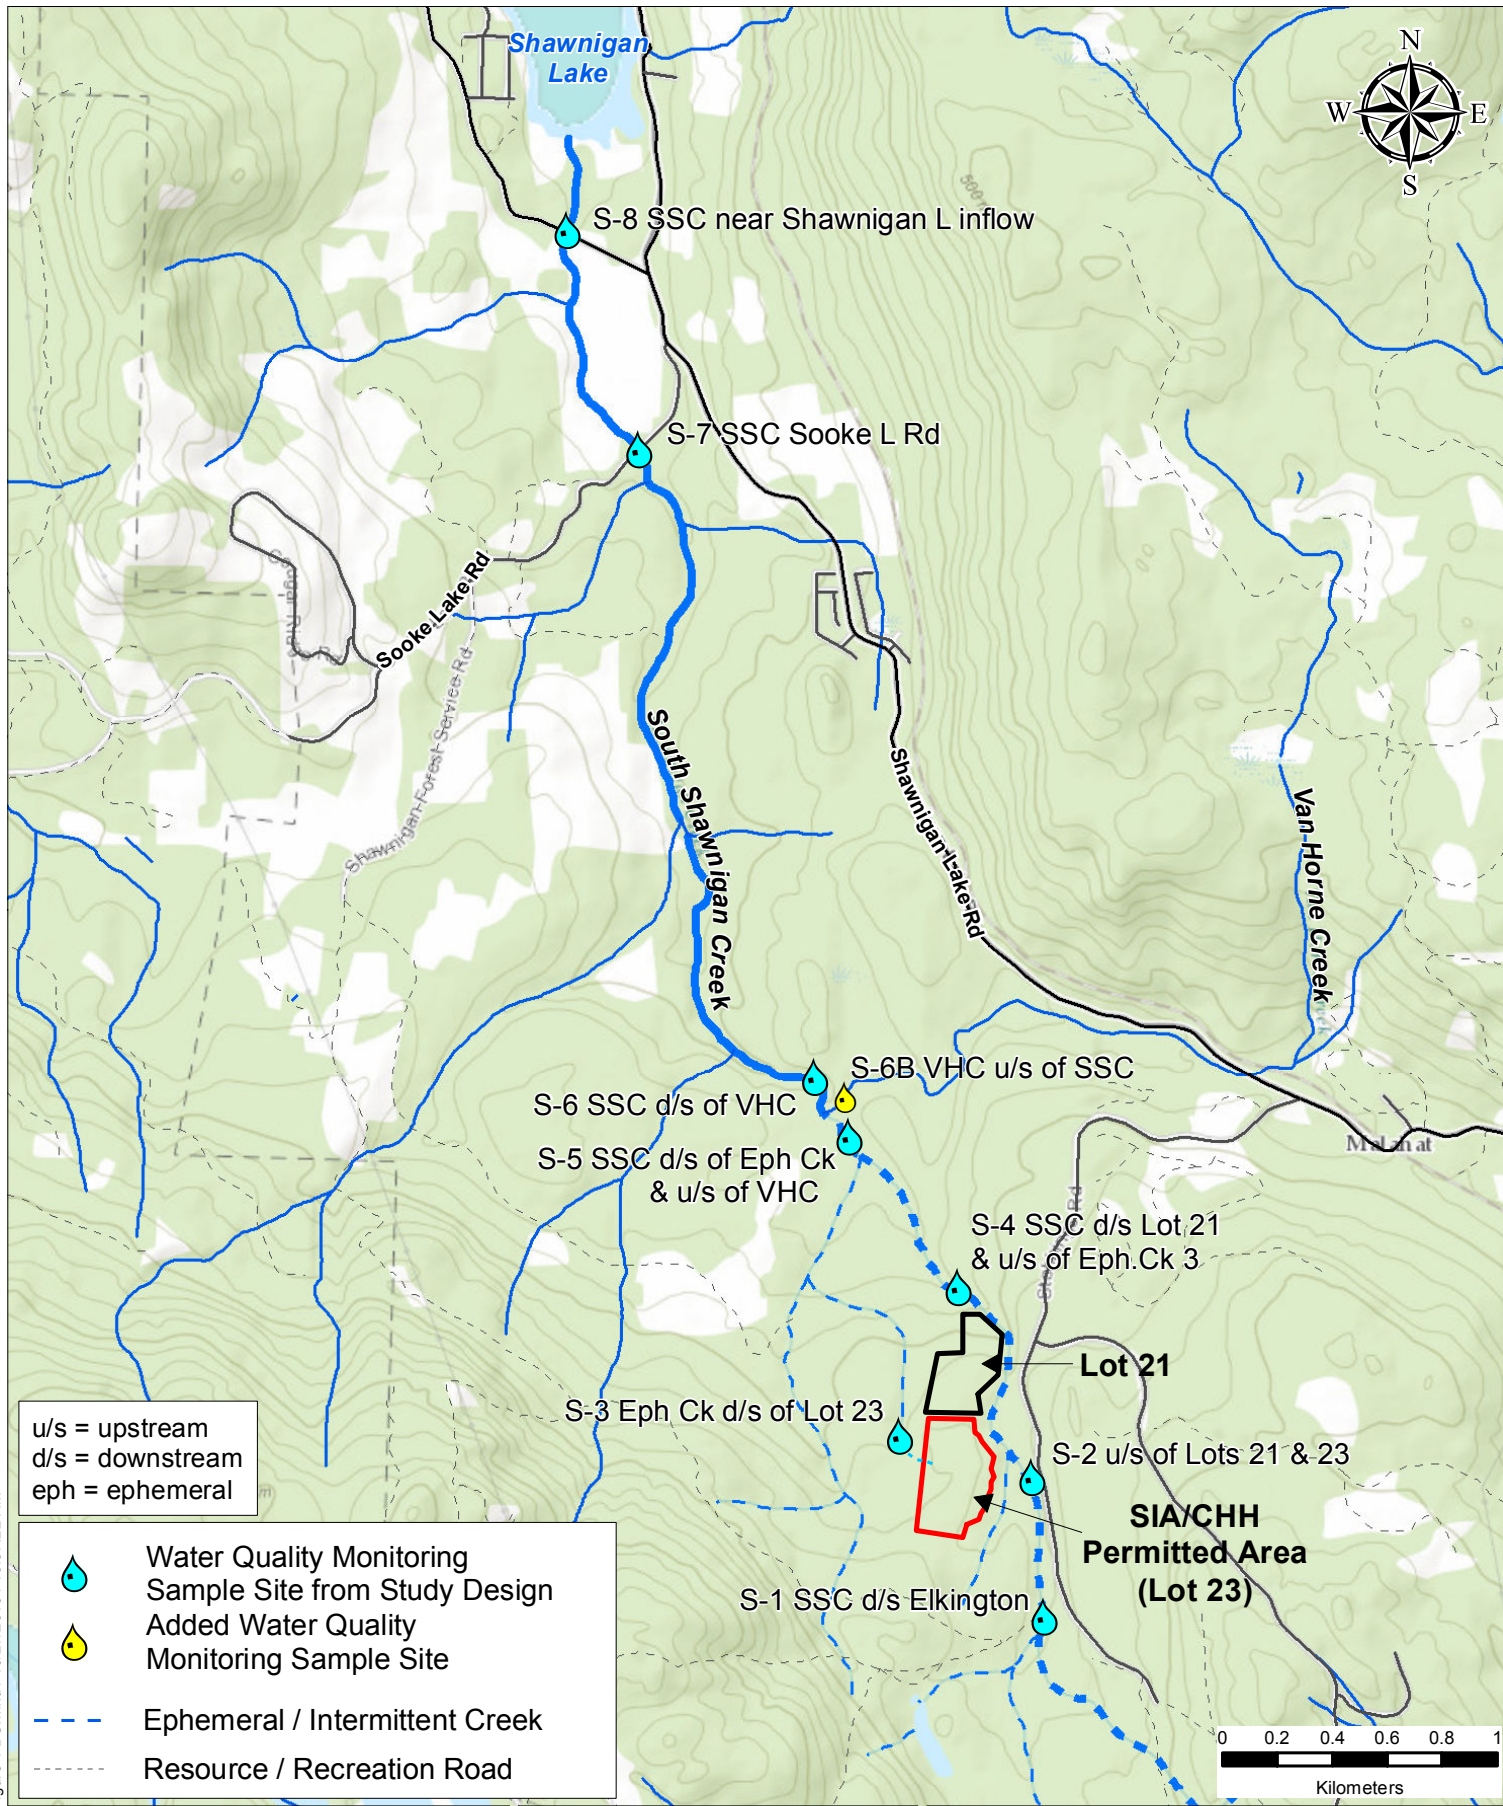 Shawnigan
Lake
N
W
E
S
S-8 SSC near Shawnigan L inflow
S-7 SSC Sooke L Rd
Sooke Lake Rd
Shawnigan Forest Service Rd
South Shawnigan Creek
Shawnigan Lake Rd
Van Horne Creek
S-6B VHC u/s of SSC
S-6 SSC d/s of VHC
S-5 SSC d/s of Eph Ck
& u/s of VHC
Malahat
S-4 SSC d/s Lot 21
& u/s of Eph.Ck 3
Lot 21
S-3 Eph Ck d/s of Lot 23
S-2 u/s of Lots 21 & 23
SIA/CHH
Permitted Area
(Lot 23)
S-1 SSC d/s Elkington
u/s = upstream
d/s = downstream
eph = ephemeral
Water Quality Monitoring
Sample Site from Study Design
Added Water Quality
Monitoring Sample Site
Ephemeral / Intermittent Creek
Resource / Recreation Road
0 0.2 0.4 0.6 0.8 1
Kilometers